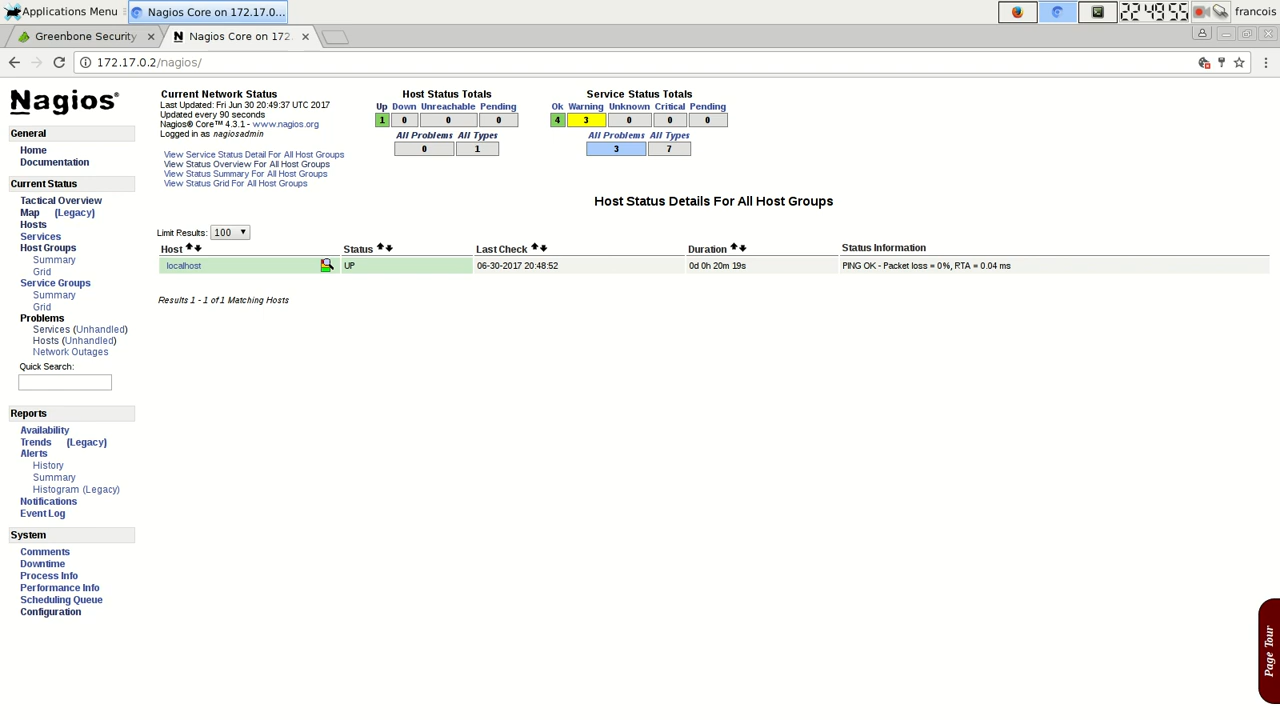 Applications Menu
Nagios Core on 172.17.0...
22:49:55
francois
Greenbone Security
Nagios Core on 172
172.17.0.2/nagios/
Nagios®
General
Home
Documentation
Current Status
Tactical Overview
Map (Legacy)
Hosts
Services
Host Groups
Summary
Grid
Service Groups
Summary
Grid
Problems
Services (Unhandled)
Hosts (Unhandled)
Network Outages
Quick Search:
Reports
Availability
Trends (Legacy)
Alerts
History
Summary
Histogram (Legacy)
Notifications
Event Log
System
Comments
Downtime
Process Info
Performance Info
Scheduling Queue
Configuration
Current Network Status
Last Updated: Fri Jun 30 20:49:37 UTC 2017
Updated every 90 seconds
Nagios® Core™ 4.3.1 - www.nagios.org
Logged in as nagiosadmin
View Service Status Detail For All Host Groups
View Status Overview For All Host Groups
View Status Summary For All Host Groups
View Status Grid For All Host Groups
Host Status Totals
Up Down Unreachable Pending
1 0 0 0
All Problems All Types
0 1
Service Status Totals
Ok Warning Unknown Critical Pending
4 3 0 0 0
All Problems All Types
3 7
Host Status Details For All Host Groups
Limit Results: 100
Host Status Last Check Duration Status Information
localhost UP 06-30-2017 20:48:52 0d 0h 20m 19s PING OK - Packet loss = 0%, RTA = 0.04 ms
Results 1 - 1 of 1 Matching Hosts
Page Tour